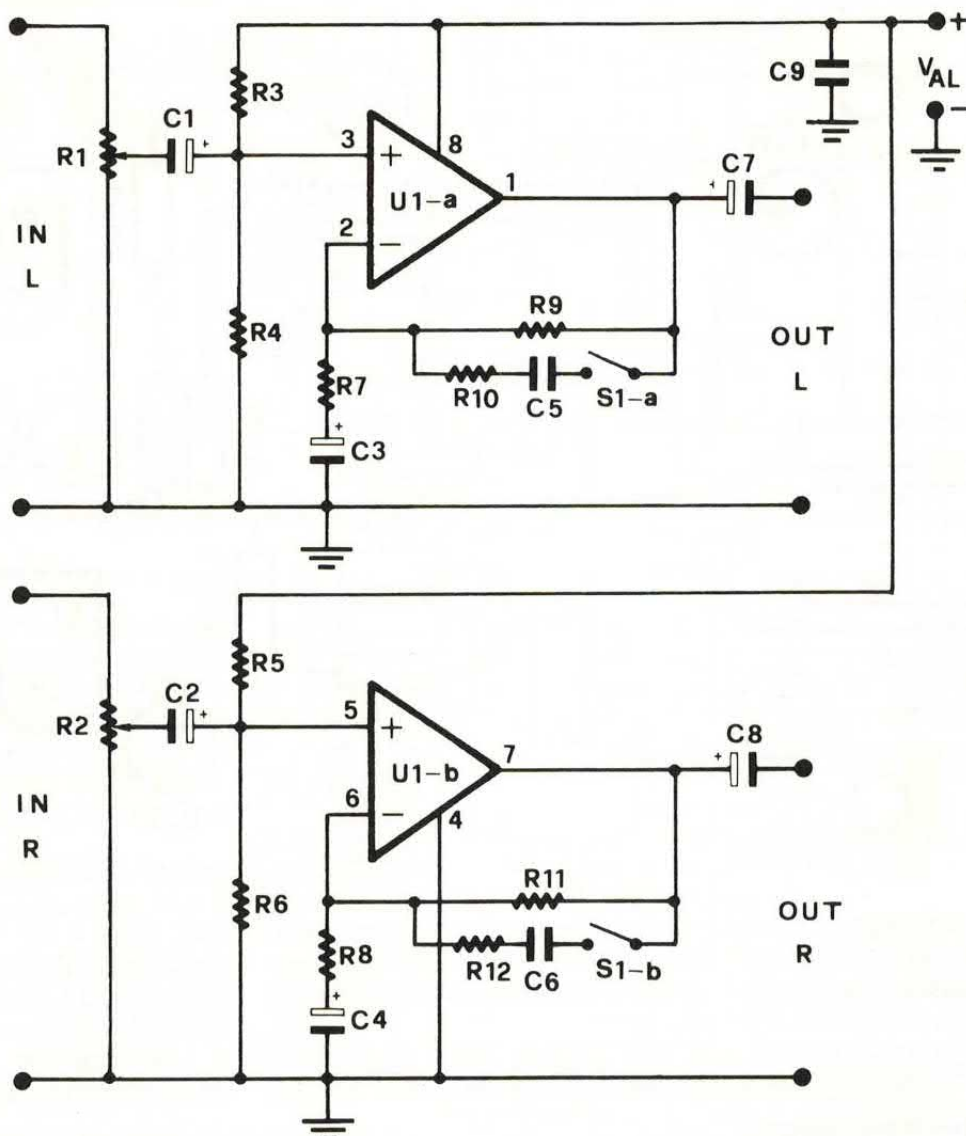 +
R3
C9
V_AL
−
C1
+
R1
3
+
8
C7
+
U1-a
1
IN
L
2
−
R9
R4
OUT
L
R7
R10
C5
S1-a
+
C3
R5
C2
+
R2
5
+
C8
+
U1-b
7
IN
R
6
−
4
R11
R6
OUT
R
R8
R12
C6
S1-b
+
C4